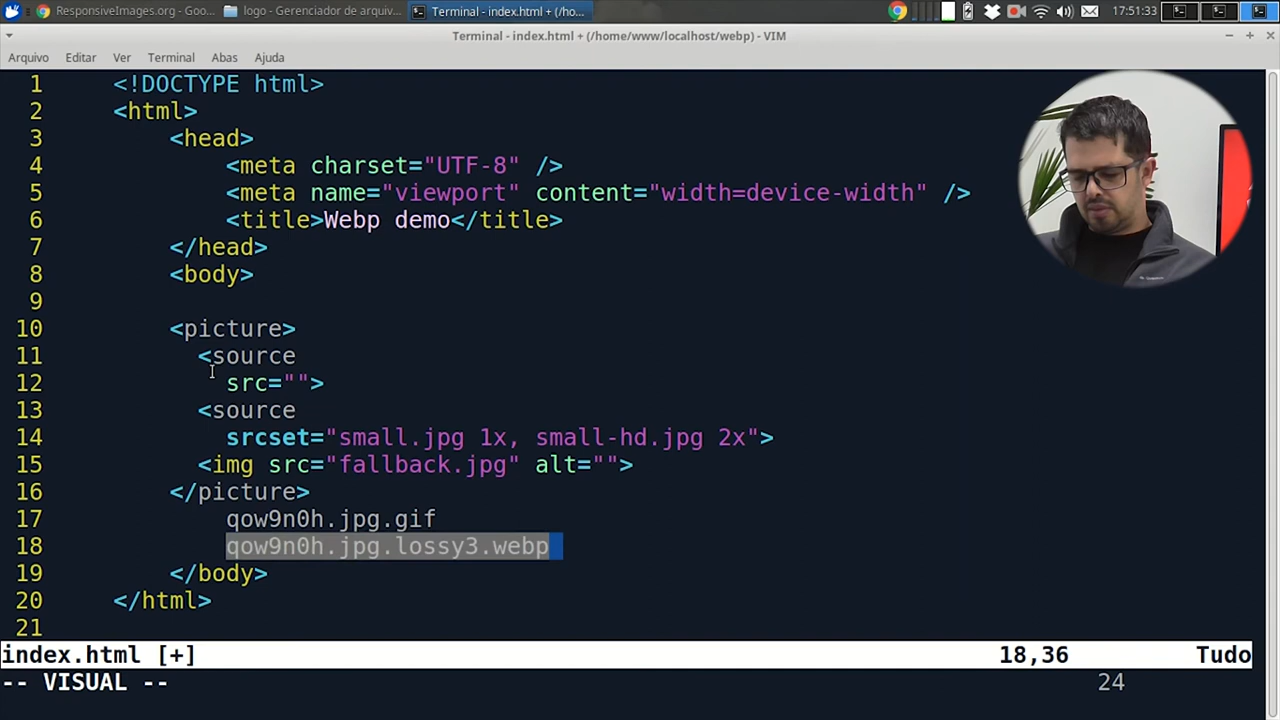 ResponsiveImages.org - Goo... logo - Gerenciador de arquiv... Terminal - index.html + (/ho... 17:51:33
Terminal - index.html + (/home/www/localhost/webp) - VIM
Arquivo Editar Ver Terminal Abas Ajuda
1 <!DOCTYPE html>
2 <html>
3 <head>
4 <meta charset="UTF-8" />
5 <meta name="viewport" content="width=device-width" />
6 <title>Webp demo</title>
7 </head>
8 <body>
9
10 <picture>
11 <source
12 src="">
13 <source
14 srcset="small.jpg 1x, small-hd.jpg 2x">
15 <img src="fallback.jpg" alt="">
16 </picture>
17 qow9n0h.jpg.gif
18 qow9n0h.jpg.lossy3.webp
19 </body>
20 </html>
21
index.html [+] 18,36 Tudo
-- VISUAL -- 24